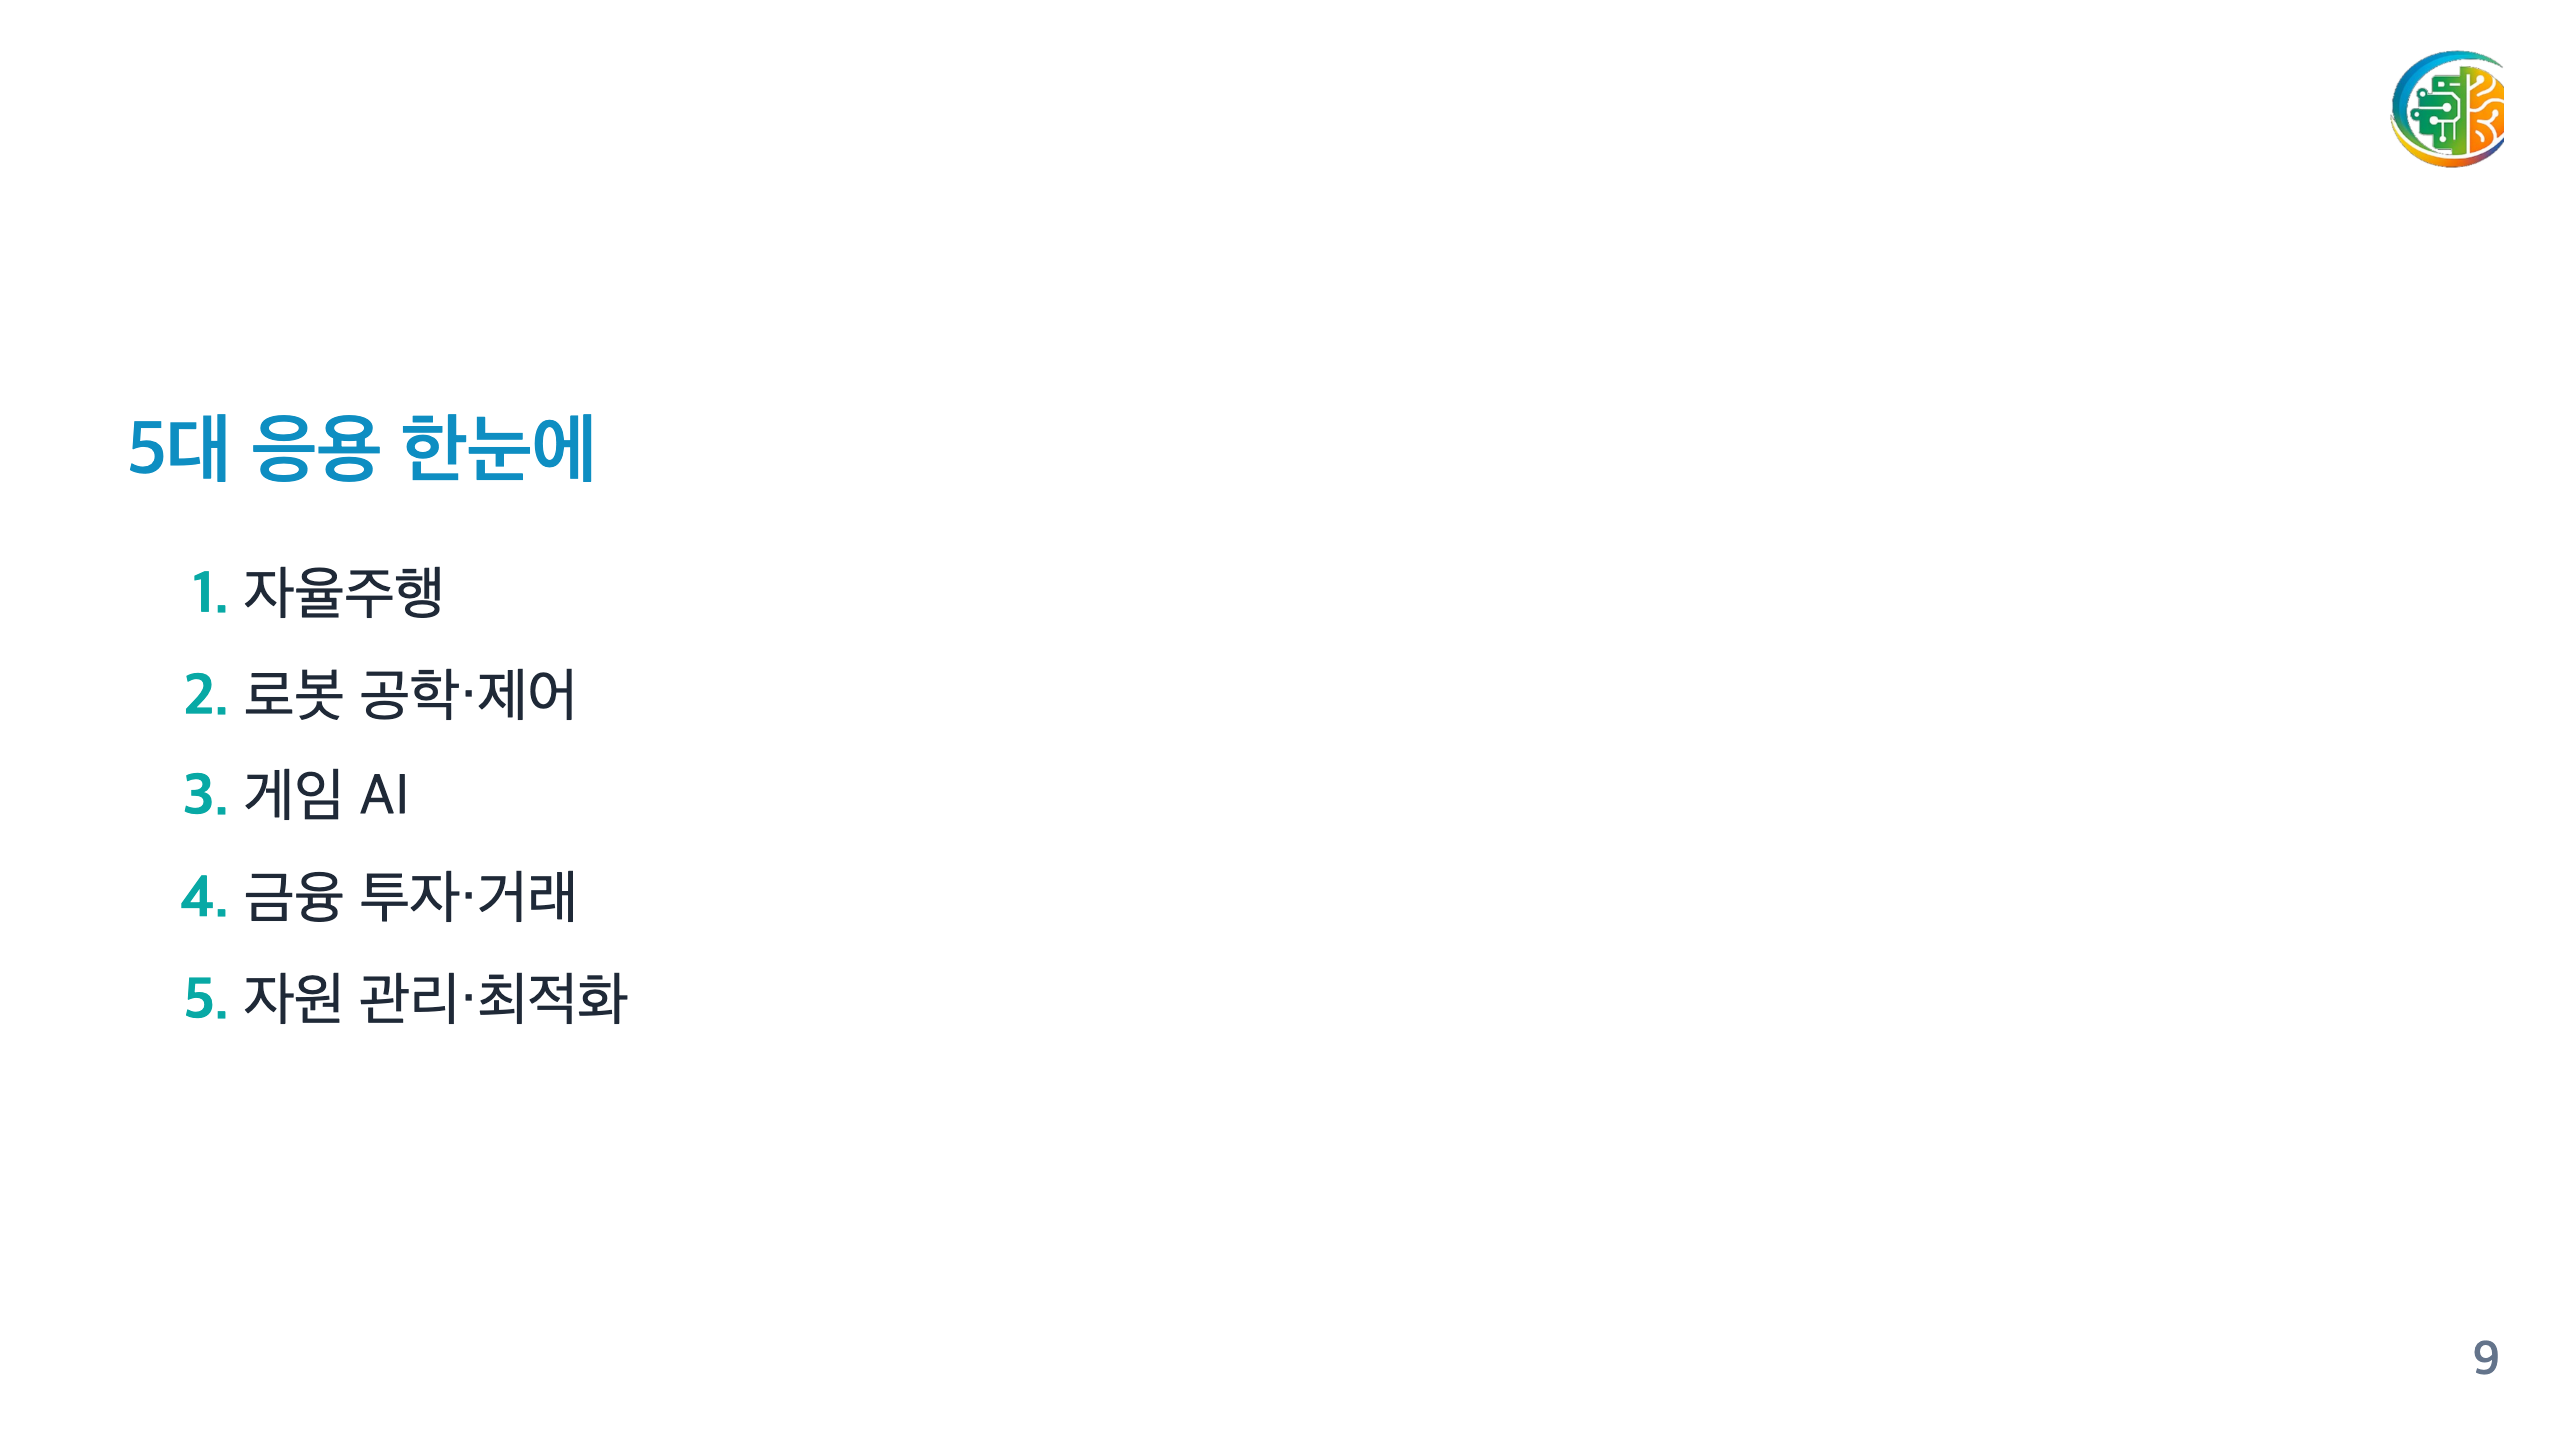 5대 응용 한눈에
1. 자율주행
2. 로봇 공학·제어
3. 게임 AI
4. 금융 투자·거래
5. 자원 관리·최적화
9